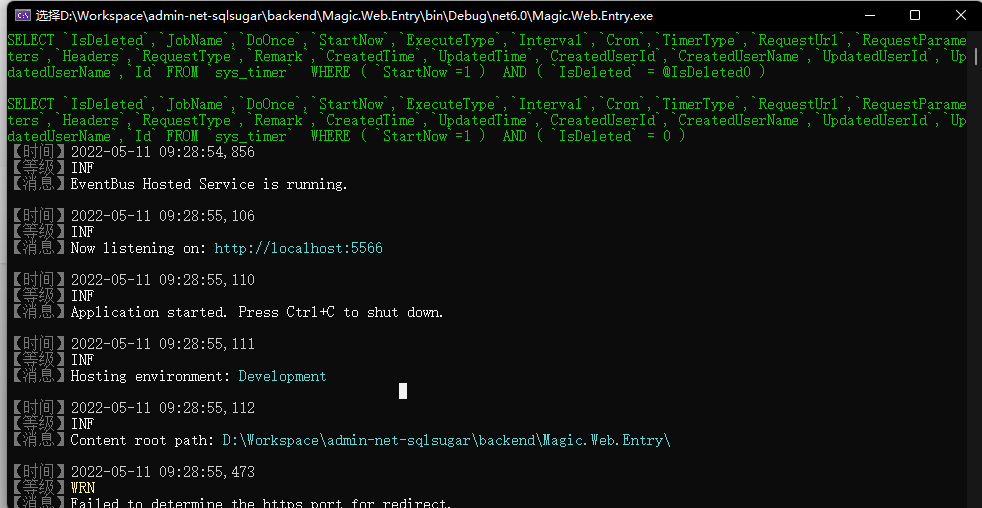 选择D:\Workspace\admin-net-sqlsugar\backend\Magic.Web.Entry\bin\Debug\net6.0\Magic.Web.Entry.exe
SELECT `IsDeleted`,`JobName`,`DoOnce`,`StartNow`,`ExecuteType`,`Interval`,`Cron`,`TimerType`,`RequestUrl`,`RequestParame
ters`,`Headers`,`RequestType`,`Remark`,`CreatedTime`,`UpdatedTime`,`CreatedUserId`,`CreatedUserName`,`UpdatedUserId`,`Up
datedUserName`,`Id` FROM `sys_timer`  WHERE ( `StartNow`=1 )  AND ( `IsDeleted` = @IsDeleted0 )
SELECT `IsDeleted`,`JobName`,`DoOnce`,`StartNow`,`ExecuteType`,`Interval`,`Cron`,`TimerType`,`RequestUrl`,`RequestParame
ters`,`Headers`,`RequestType`,`Remark`,`CreatedTime`,`UpdatedTime`,`CreatedUserId`,`CreatedUserName`,`UpdatedUserId`,`Up
datedUserName`,`Id` FROM `sys_timer`  WHERE ( `StartNow`=1 )  AND ( `IsDeleted` = 0 )
【时间】2022-05-11 09:28:54,856
【等级】INF
【消息】EventBus Hosted Service is running.
【时间】2022-05-11 09:28:55,106
【等级】INF
【消息】Now listening on: http://localhost:5566
【时间】2022-05-11 09:28:55,110
【等级】INF
【消息】Application started. Press Ctrl+C to shut down.
【时间】2022-05-11 09:28:55,111
【等级】INF
【消息】Hosting environment: Development
【时间】2022-05-11 09:28:55,112
【等级】INF
【消息】Content root path: D:\Workspace\admin-net-sqlsugar\backend\Magic.Web.Entry\
【时间】2022-05-11 09:28:55,473
【等级】WRN
【消息】Failed to determine the https port for redirect.